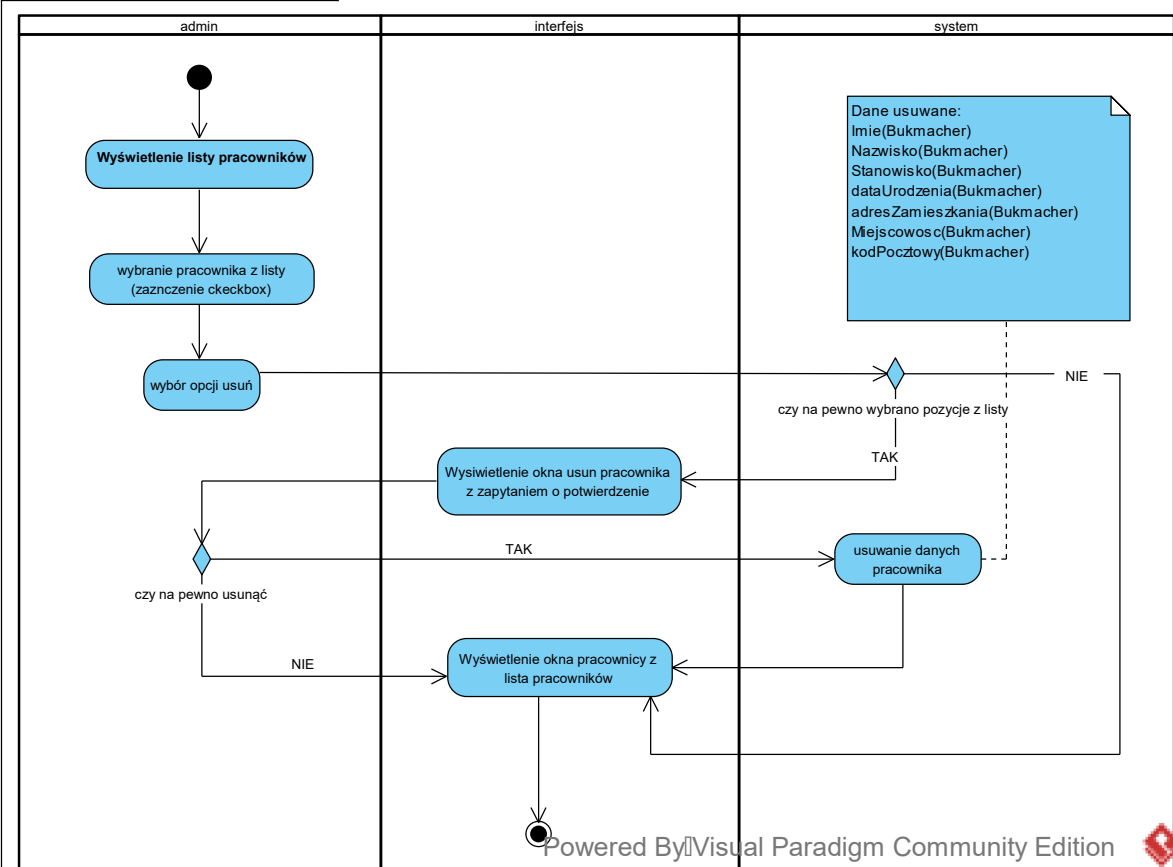 admin
interfejs
system
Dane usuwane:
Imie(Bukmacher)
Nazwisko(Bukmacher)
Stanowisko(Bukmacher)
dataUrodzenia(Bukmacher)
adresZamieszkania(Bukmacher)
Miejscowosc(Bukmacher)
kodPocztowy(Bukmacher)
Wyświetlenie listy pracowników
wybranie pracownika z listy
(zaznczenie ckeckbox)
wybór opcji usuń
NIE
czy na pewno wybrano pozycje z listy
TAK
Wysiwietlenie okna usun pracownika
z zapytaniem o potwierdzenie
TAK
usuwanie danych
pracownika
czy na pewno usunąć
NIE
Wyświetlenie okna pracownicy z
lista pracowników
Powered By Visual Paradigm Community Edition